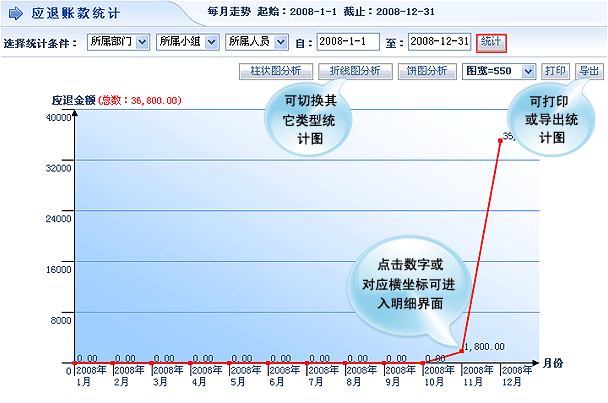 应退账款统计
每月走势 起始：2008-1-1 截止：2008-12-31
选择统计条件： 所属部门 所属小组 所属人员 自： 2008-1-1 至： 2008-12-31 统计
柱状图分析 折线图分析 饼图分析 图宽=550 打印 导出
应退金额(总数：36,800.00)
可切换其
它类型统
计图
可打印
或导出统
计图
40000
35,
32000
24000
16000
点击数字或
对应横坐标可进
入明细界面
8000
1,800.00
0.00 0.00 0.00 0.00 0.00 0.00 0.00 0.00 0.00 0.00
月份
0
2008年 2008年 2008年 2008年 2008年 2008年 2008年 2008年 2008年 2008年 2008年 2008年
1月 2月 3月 4月 5月 6月 7月 8月 9月 10月 11月 12月